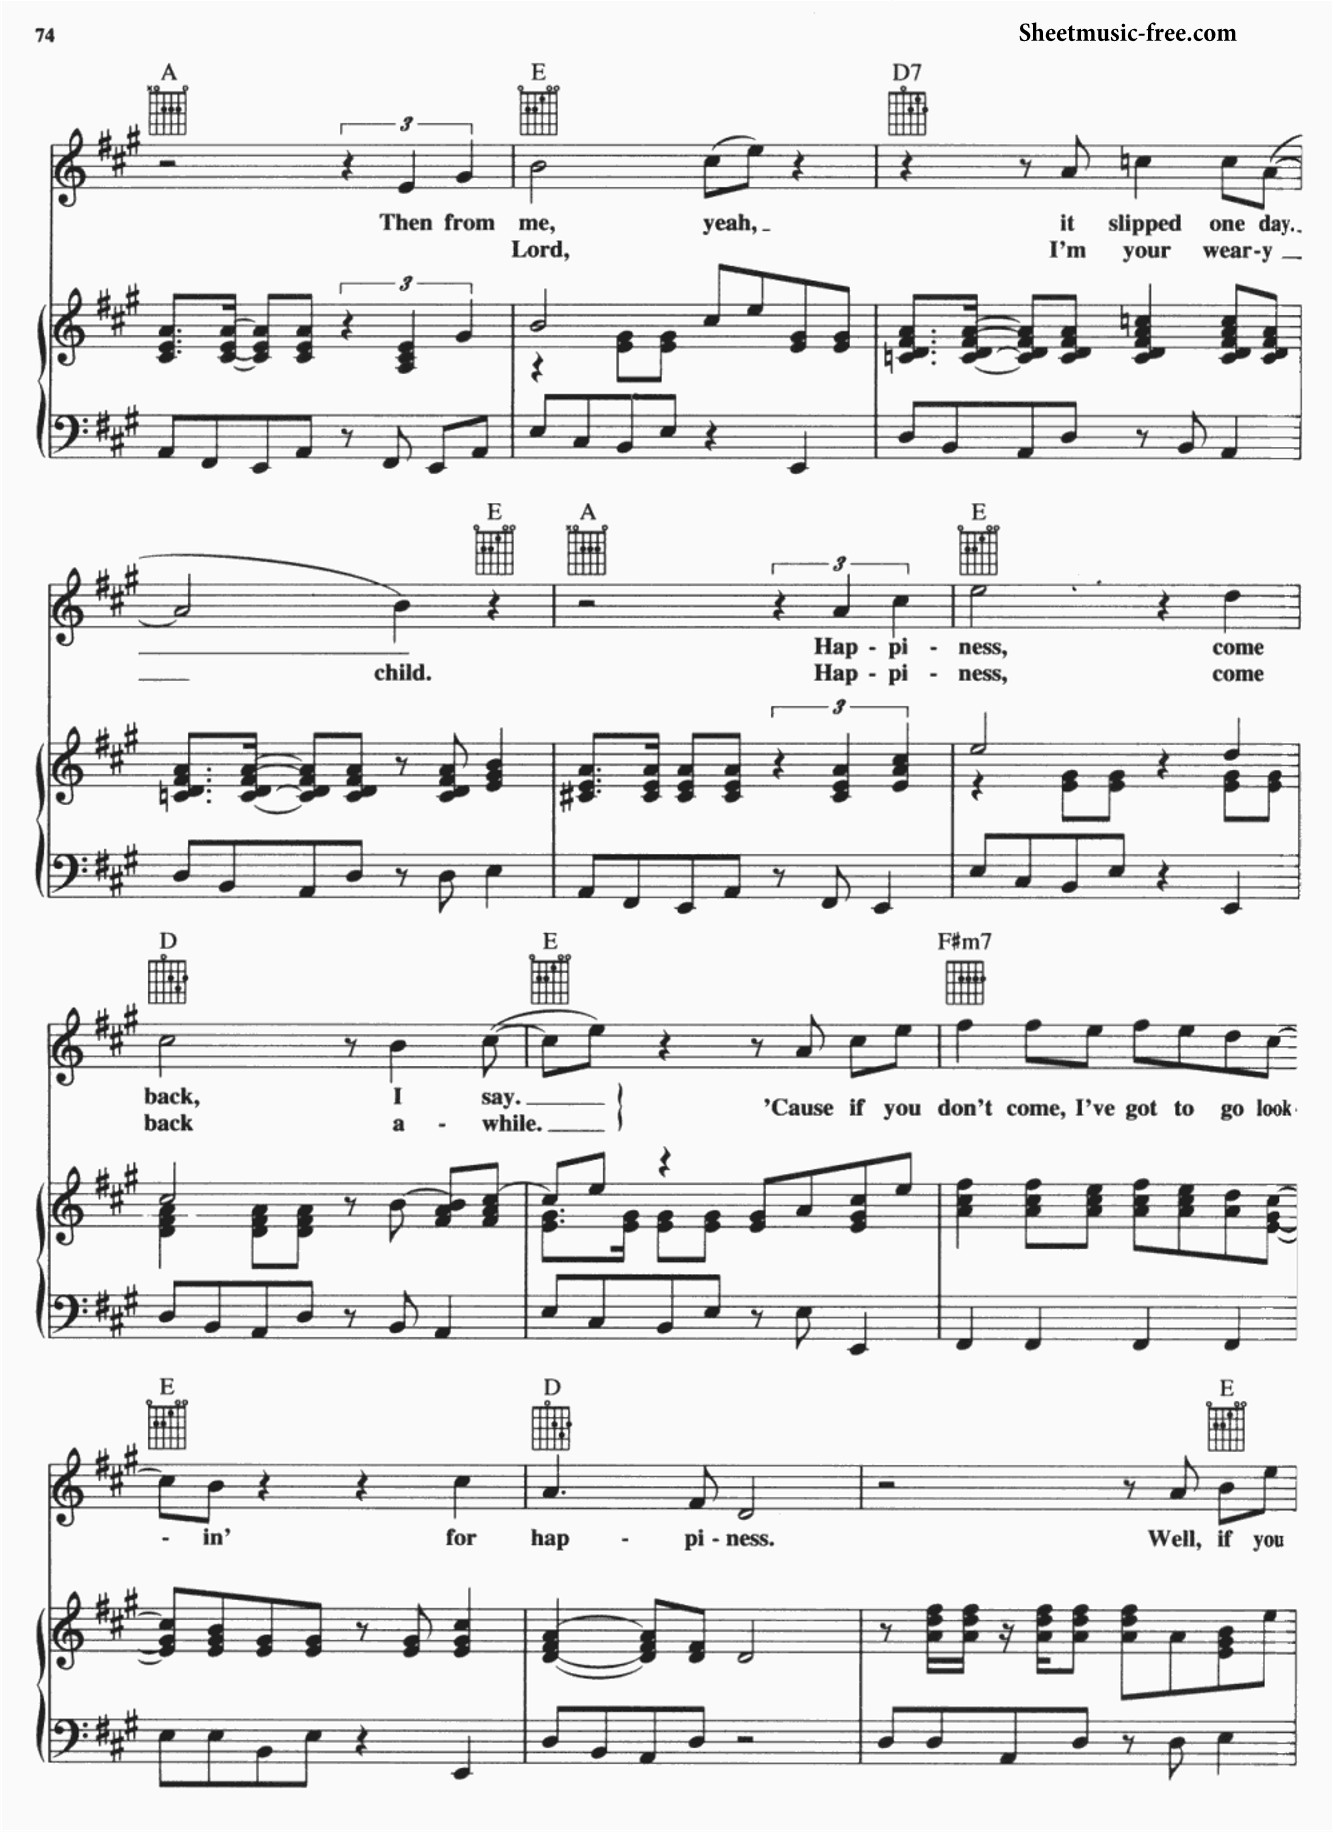 74
Sheetmusic-free.com
A E D7
3
Then from me, yeah, it slipped one day.
Lord, I'm your wear-y
3
E A E
3
Hap - pi - ness, come
child. Hap - pi - ness, come
3
D E F#m7
back, I say. 'Cause if you don't come, I've got to go look-
back a - while.
E D E
- in' for hap - pi - ness. Well, if you